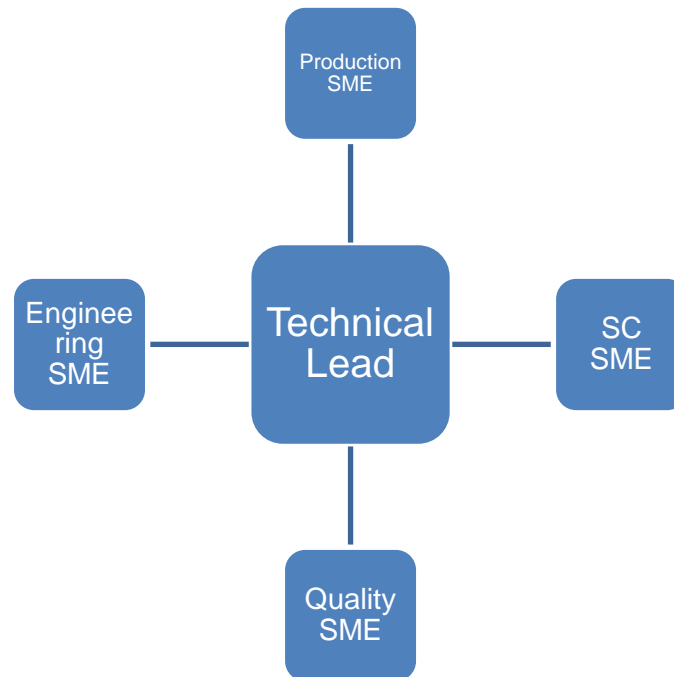 Production
SME
Enginee
ring
SME
Technical
Lead
SC
SME
Quality
SME